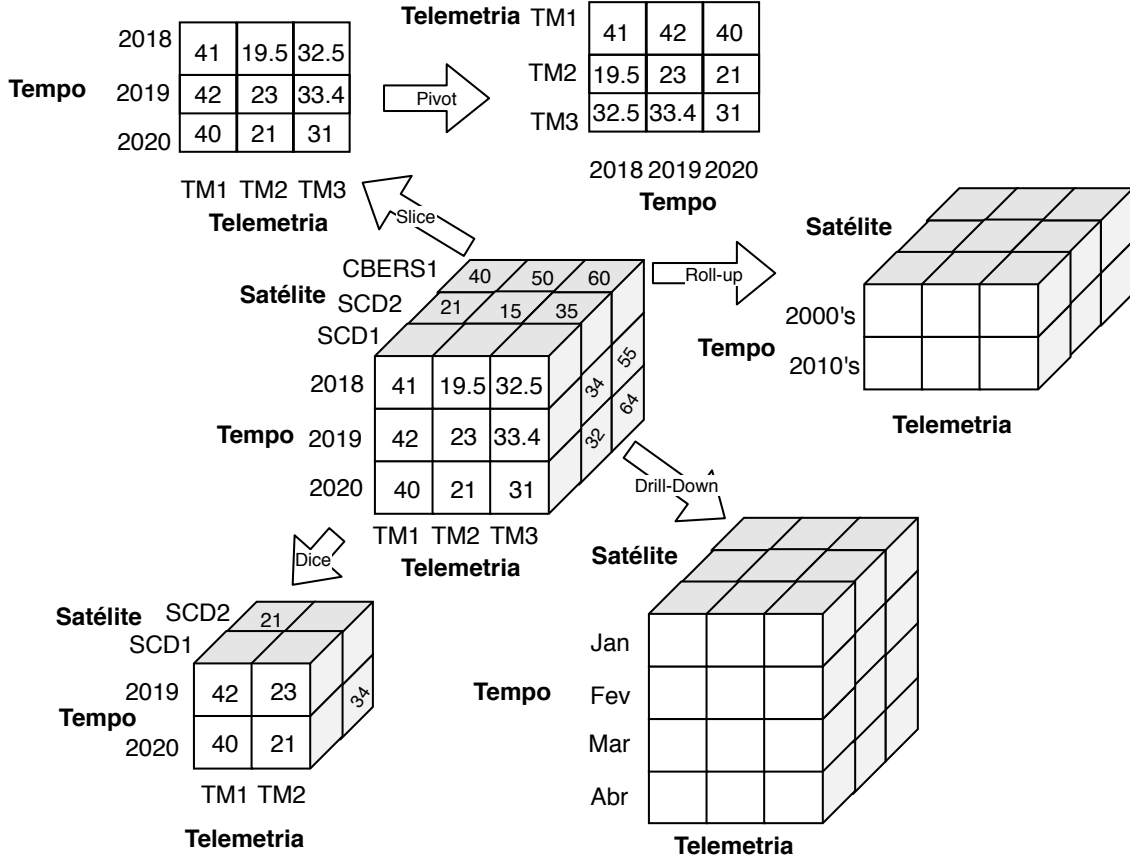 2018 41 19.5 32.5
Tempo 2019 42 23 33.4
2020 40 21 31
TM1 TM2 TM3
Telemetria
Pivot
Telemetria TM1 41 42 40
TM2 19.5 23 21
TM3 32.5 33.4 31
2018 2019 2020
Tempo
Slice
CBERS1 40 50 60
Satélite SCD2 21 15 35
SCD1
2018 41 19.5 32.5
Tempo 2019 42 23 33.4
2020 40 21 31
34 55
32 64
TM1 TM2 TM3
Telemetria
Roll-up
Satélite
2000's
Tempo
2010's
Telemetria
Drill-Down
Satélite
Jan
Tempo Fev
Mar
Abr
Telemetria
Dice
Satélite SCD2 21
SCD1
2019 42 23
Tempo
2020 40 21
34
TM1 TM2
Telemetria